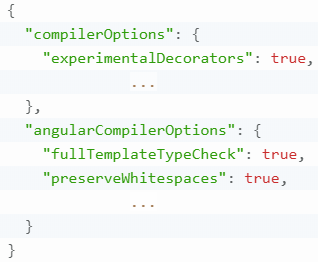 {
"compilerOptions": {
"experimentalDecorators": true,
...
},
"angularCompilerOptions": {
"fullTemplateTypeCheck": true,
"preserveWhitespaces": true,
...
}
}